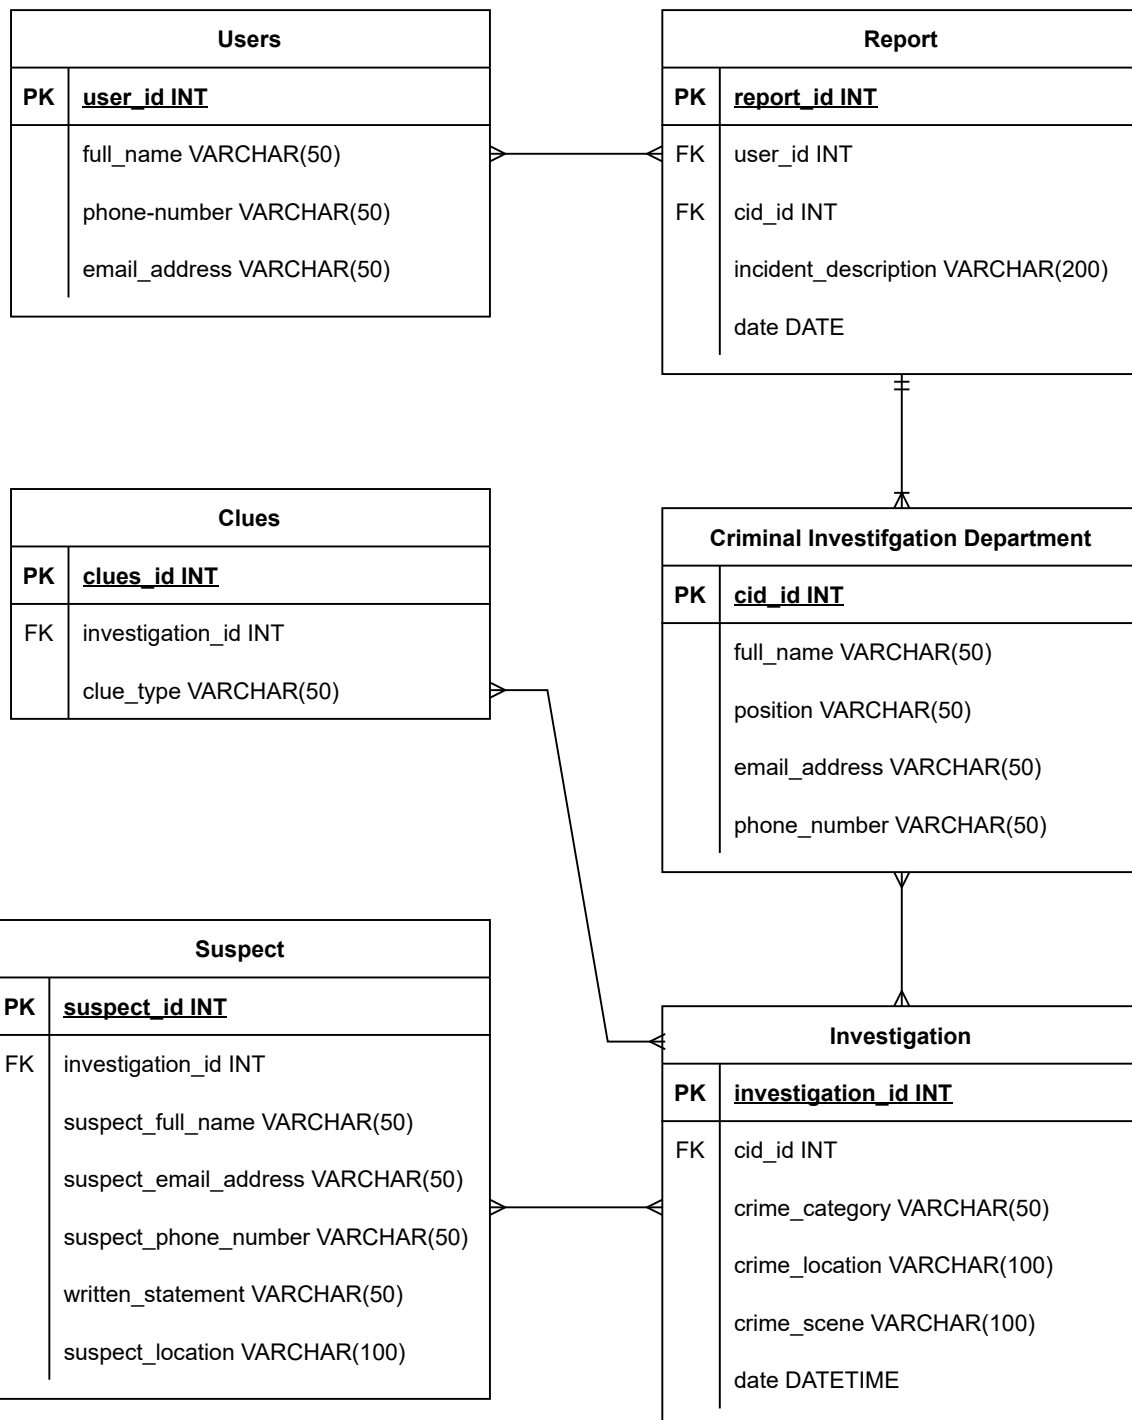 Users
PK user_id INT
full_name VARCHAR(50)
phone-number VARCHAR(50)
email_address VARCHAR(50)
Report
PK report_id INT
FK user_id INT
FK cid_id INT
incident_description VARCHAR(200)
date DATE
Clues
PK clues_id INT
FK investigation_id INT
clue_type VARCHAR(50)
Criminal Investifgation Department
PK cid_id INT
full_name VARCHAR(50)
position VARCHAR(50)
email_address VARCHAR(50)
phone_number VARCHAR(50)
Suspect
PK suspect_id INT
FK investigation_id INT
suspect_full_name VARCHAR(50)
suspect_email_address VARCHAR(50)
suspect_phone_number VARCHAR(50)
written_statement VARCHAR(50)
suspect_location VARCHAR(100)
Investigation
PK investigation_id INT
FK cid_id INT
crime_category VARCHAR(50)
crime_location VARCHAR(100)
crime_scene VARCHAR(100)
date DATETIME